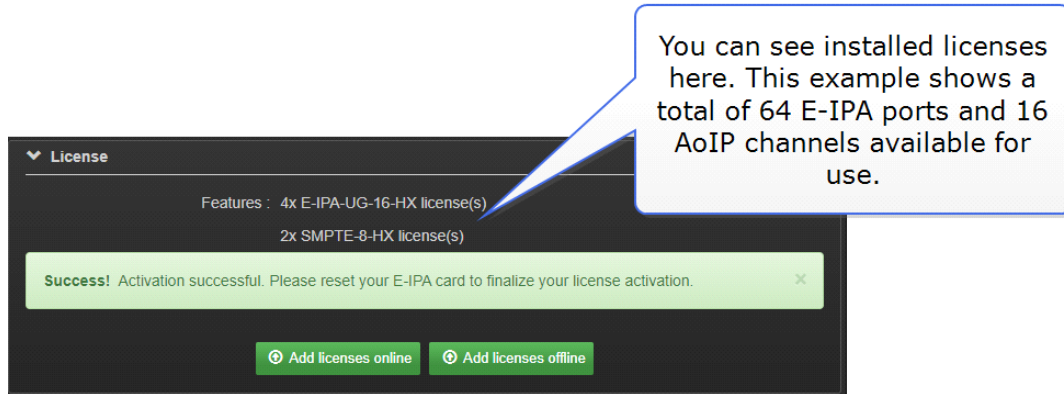 You can see installed licenses
here. This example shows a
total of 64 E-IPA ports and 16
AoIP channels available for
use.
License
Features : 4x E-IPA-UG-16-HX license(s)
2x SMPTE-8-HX license(s)
Success! Activation successful. Please reset your E-IPA card to finalize your license activation. ×
Add licenses online Add licenses offline